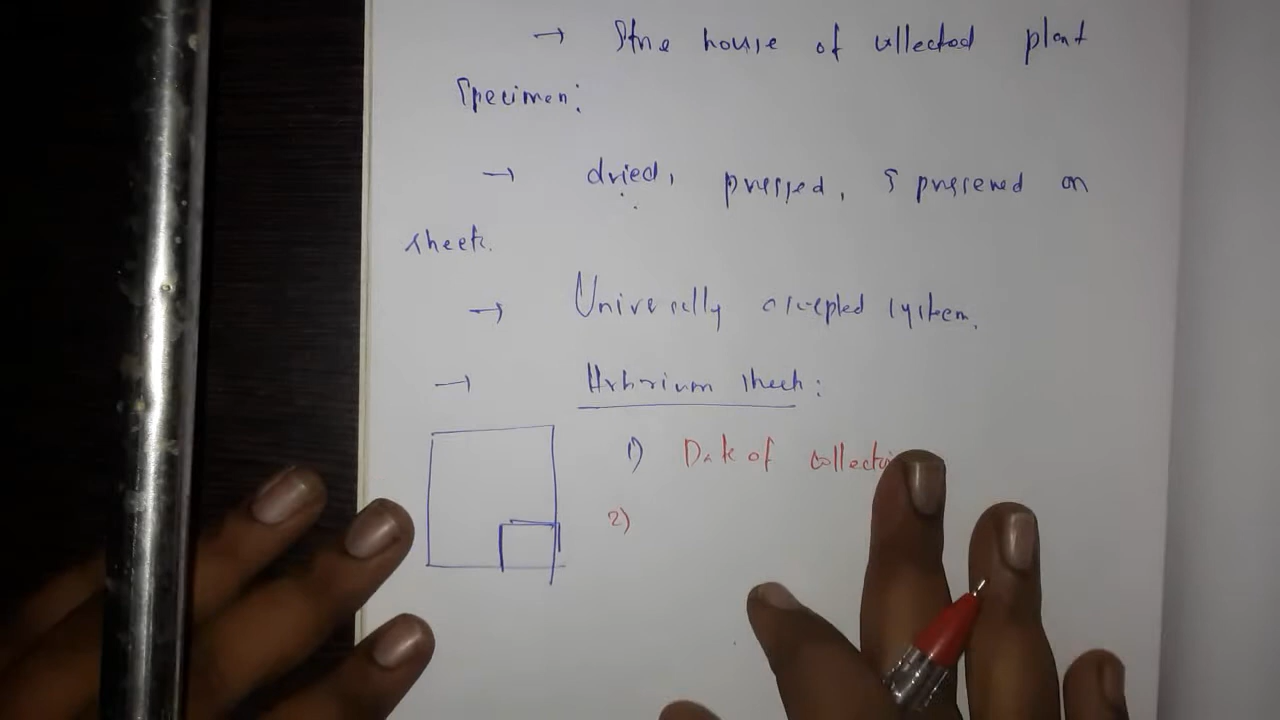 → Store house of collected plant
Specimen:
→ dried, pressed, & preserved on
sheets.
→ Universally accepted system.
→ Herbarium sheets:
1) Date of collecti
2)